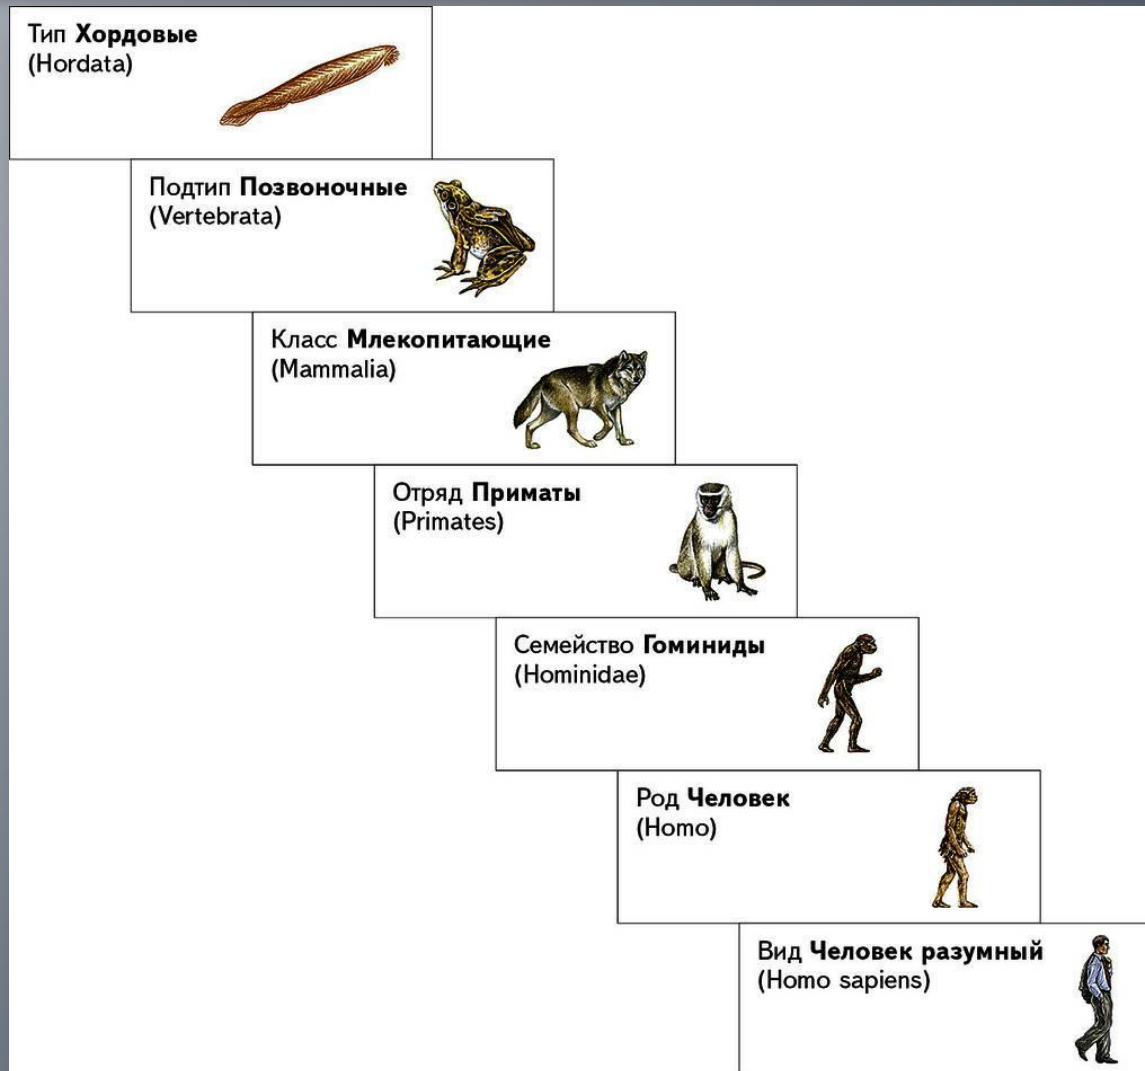 Тип Хордовые
(Hordata)
Подтип Позвоночные
(Vertebrata)
Класс Млекопитающие
(Mammalia)
Отряд Приматы
(Primates)
Семейство Гоминиды
(Hominidae)
Род Человек
(Homo)
Вид Человек разумный
(Homo sapiens)